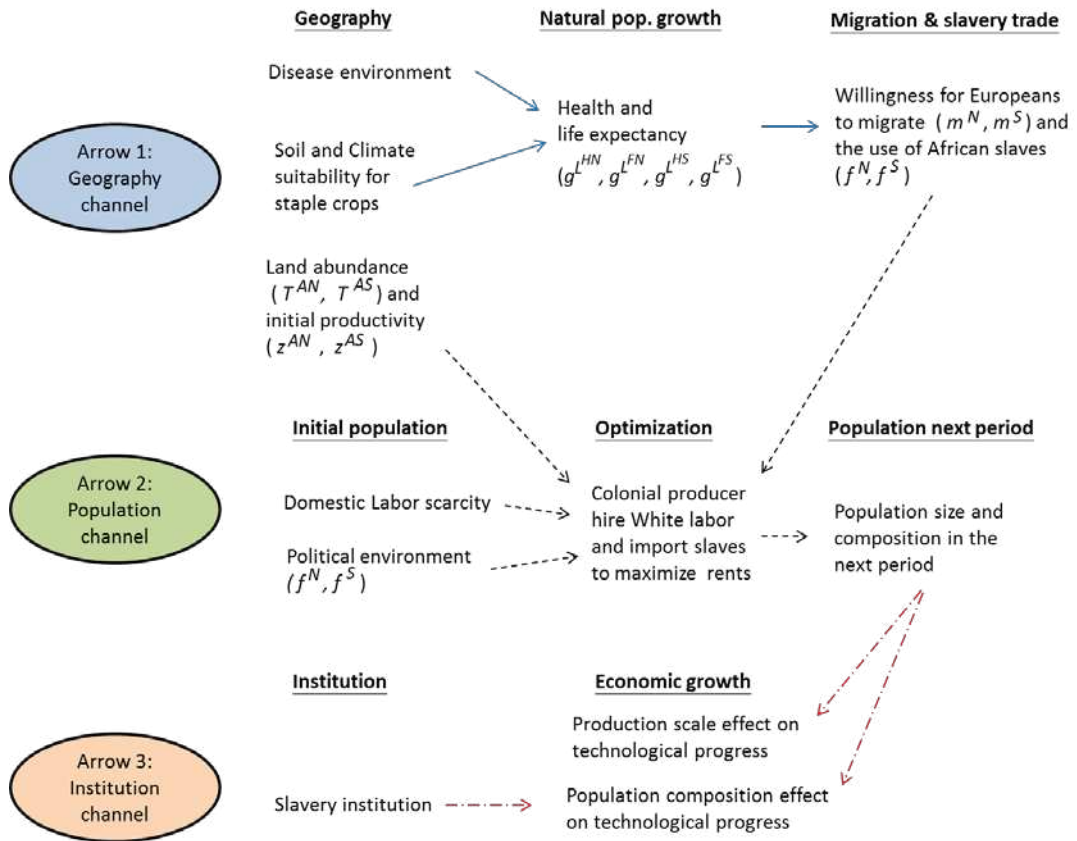 Geography
Natural pop. growth
Migration & slavery trade
Disease environment
Arrow 1:
Geography
channel
Soil and Climate
suitability for
staple crops
Health and
life expectancy
(g^{L^{HN}}, g^{L^{FN}}, g^{L^{HS}}, g^{L^{FS}})
Willingness for Europeans
to migrate (m^N, m^S) and
the use of African slaves
(f^N, f^S)
Land abundance
(T^{AN}, T^{AS}) and
initial productivity
(z^{AN}, z^{AS})
Initial population
Optimization
Population next period
Arrow 2:
Population
channel
Domestic Labor scarcity
Political environment
(f^N, f^S)
Colonial producer
hire White labor
and import slaves
to maximize rents
Population size and
composition in the
next period
Institution
Economic growth
Arrow 3:
Institution
channel
Production scale effect on
technological progress
Slavery institution
Population composition effect
on technological progress